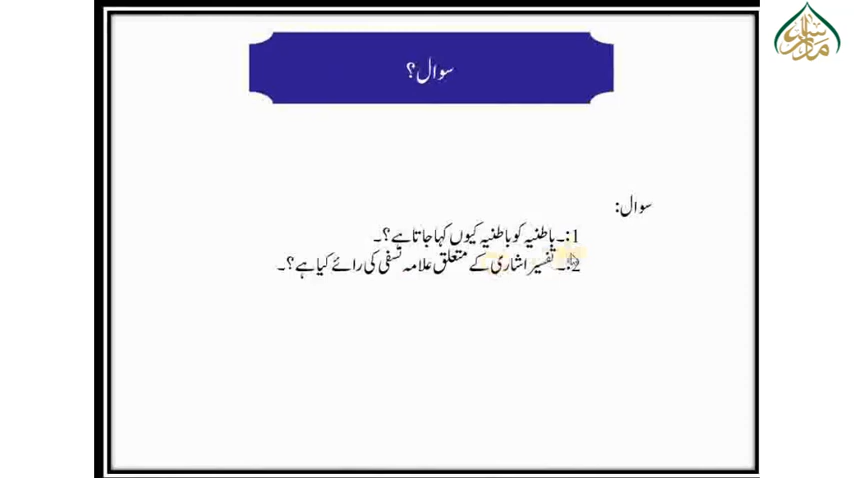 سوال؟
سوال:
1:۔ باطنیہ کو باطنیہ کیوں کہا جاتا ہے؟۔
2:۔ تفسیر اشاری کے متعلق علامہ نسفی کی رائے کیا ہے؟۔